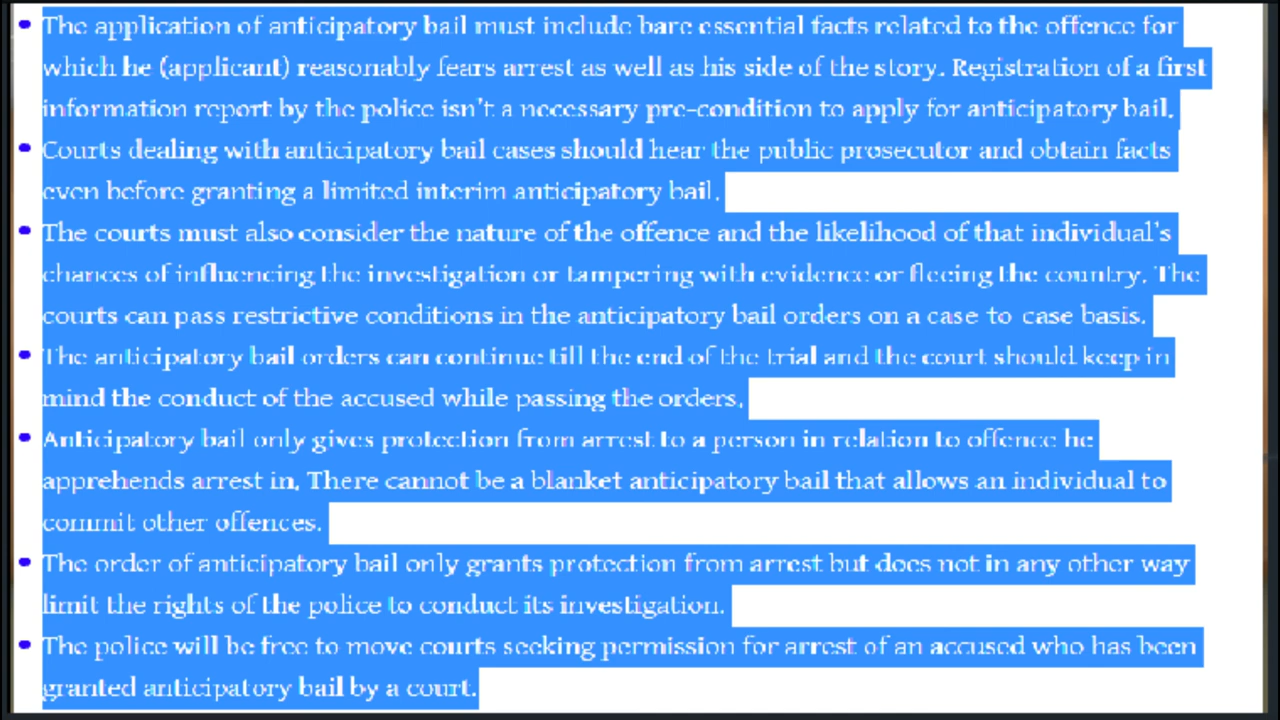 • The application of anticipatory bail must include bare essential facts related to the offence for
which he (applicant) reasonably fears arrest as well as his side of the story. Registration of a first
information report by the police isn't a necessary pre-condition to apply for anticipatory bail.
• Courts dealing with anticipatory bail cases should hear the public prosecutor and obtain facts
even before granting a limited interim anticipatory bail.
• The courts must also consider the nature of the offence and the likelihood of that individual's
chances of influencing the investigation or tampering with evidence or fleeing the country. The
courts can pass restrictive conditions in the anticipatory bail orders on a case to case basis.
• The anticipatory bail orders can continue till the end of the trial and the court should keep in
mind the conduct of the accused while passing the orders.
• Anticipatory bail only gives protection from arrest to a person in relation to offence he
apprehends arrest in. There cannot be a blanket anticipatory bail that allows an individual to
commit other offences.
• The order of anticipatory bail only grants protection from arrest but does not in any other way
limit the rights of the police to conduct its investigation.
• The police will be free to move courts seeking permission for arrest of an accused who has been
granted anticipatory bail by a court.